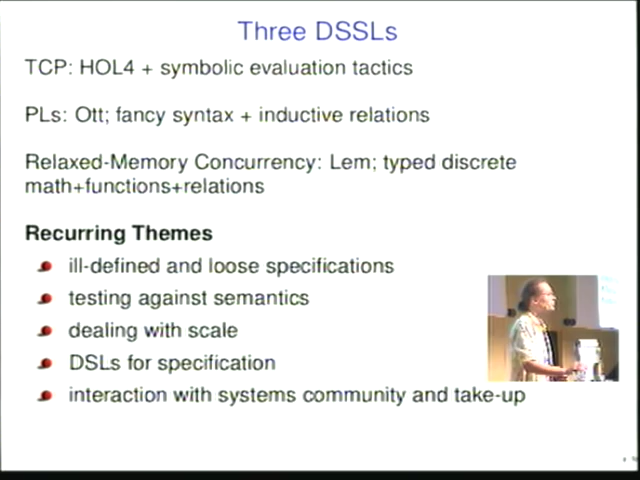 Three DSSLs
TCP: HOL4 + symbolic evaluation tactics
PLs: Ott; fancy syntax + inductive relations
Relaxed-Memory Concurrency: Lem; typed discrete
math+functions+relations
Recurring Themes
ill-defined and loose specifications
testing against semantics
dealing with scale
DSLs for specification
interaction with systems community and take-up